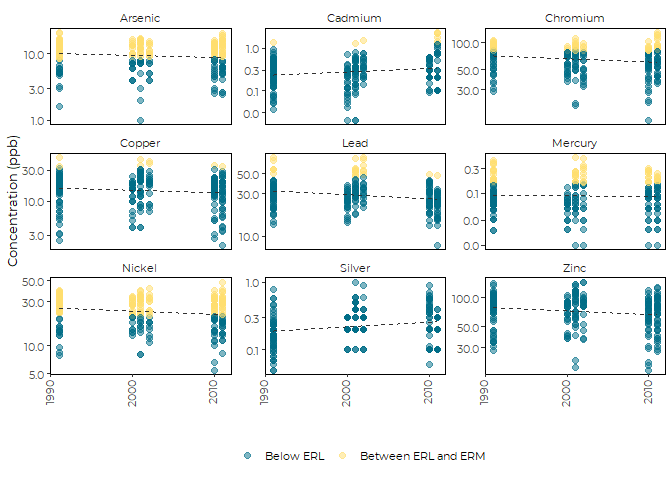 Arsenic Cadmium Chromium
10.0 3.0 1.0
1.0 0.3 0.1 0.0
100.0 50.0 30.0
Copper Lead Mercury
30.0 10.0 3.0
50.0 30.0 10.0
0.3 0.1 0.0 0.0
Nickel Silver Zinc
50.0 30.0 10.0 5.0
1.0 0.3 0.1
100.0 50.0 30.0
Concentration (ppb)
1990 2000 2010
1990 2000 2010
1990 2000 2010
Below ERL Between ERL and ERM